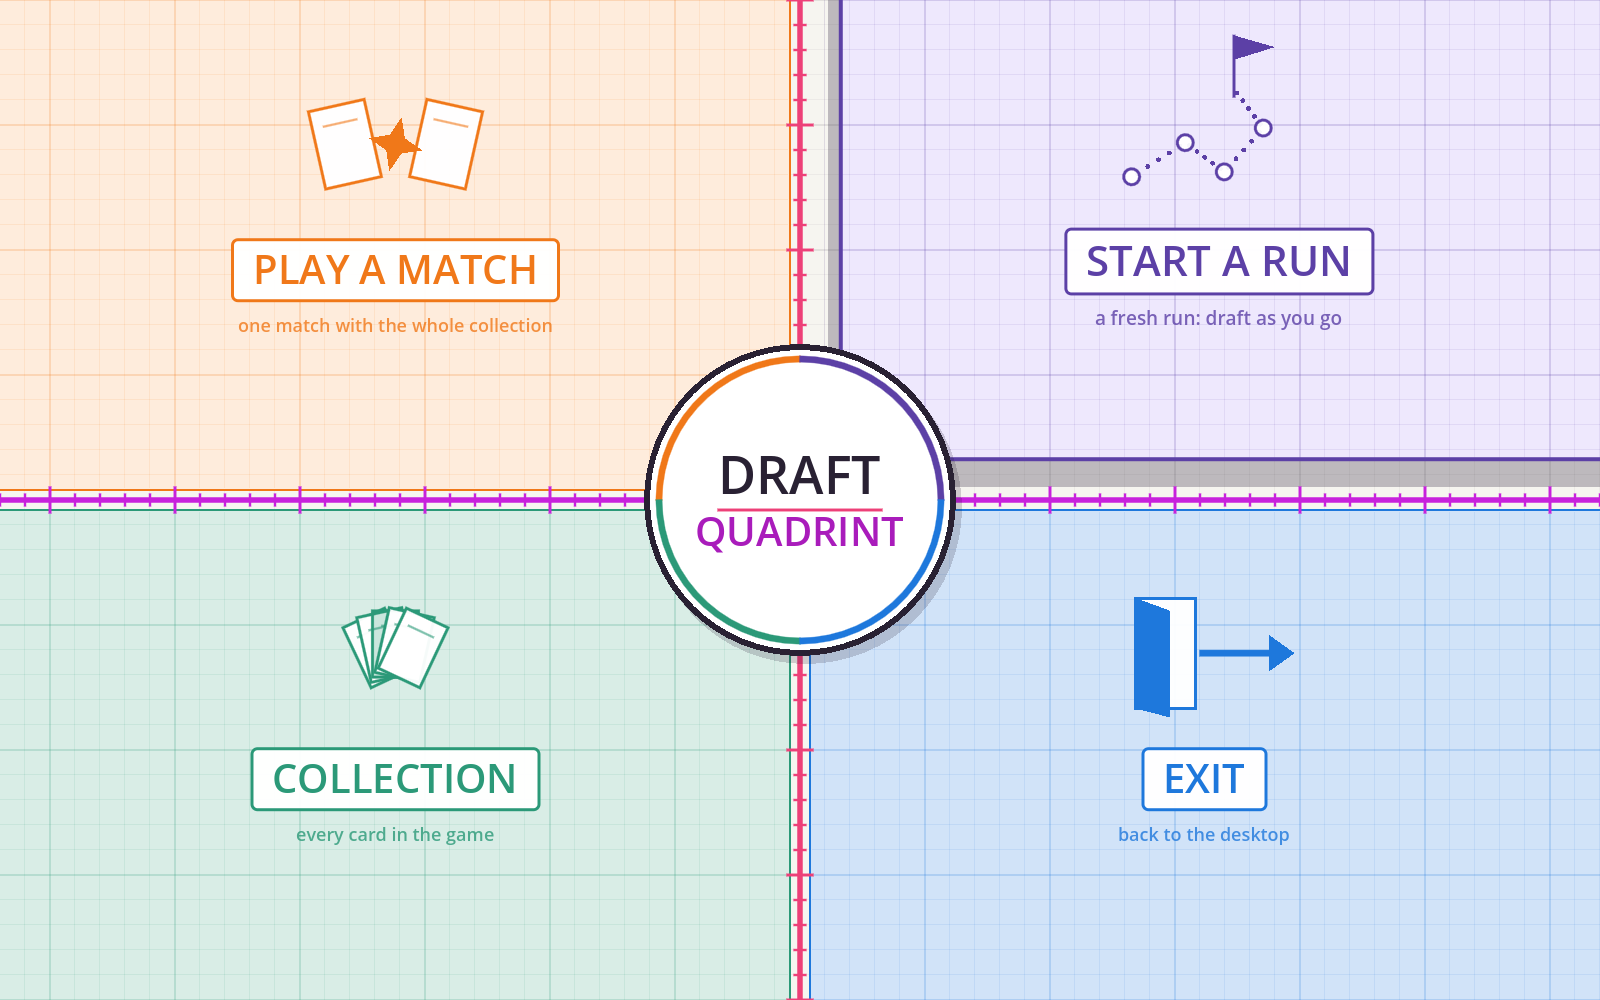 PLAY A MATCH
one match with the whole collection
START A RUN
a fresh run: draft as you go
DRAFT
QUADRINT
COLLECTION
every card in the game
EXIT
back to the desktop